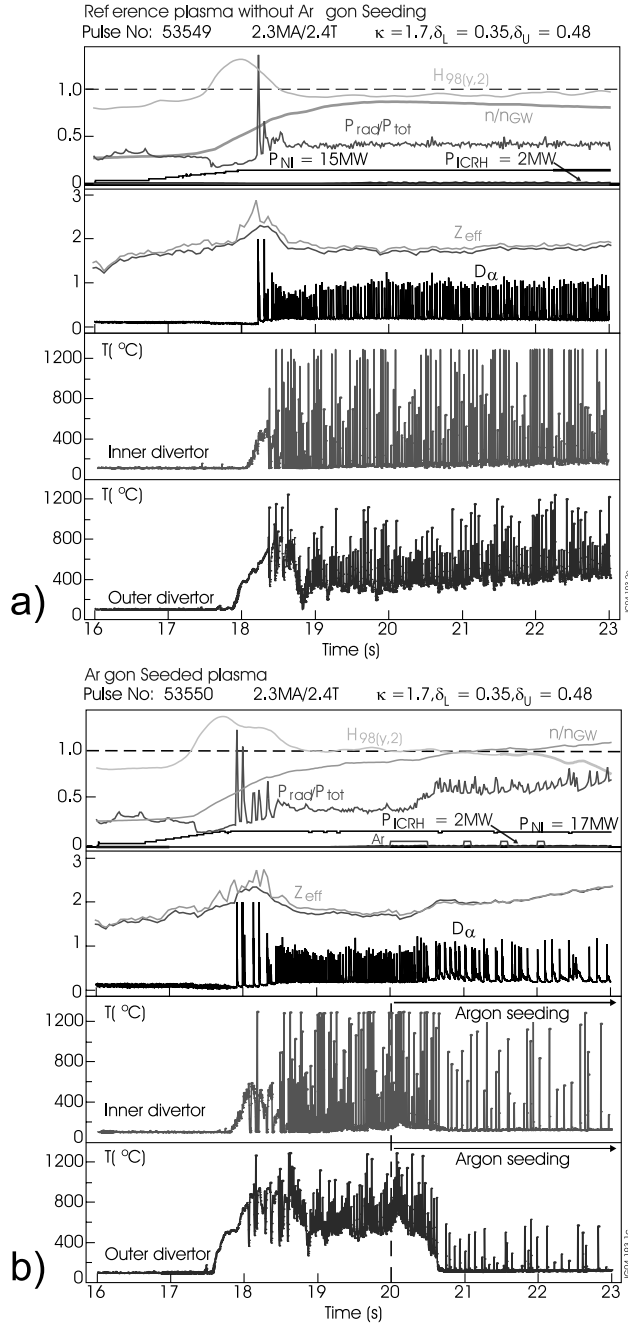 Reference plasma without Argon Seeding
Pulse No: 53549 2.3MA/2.4T κ = 1.7, δL = 0.35, δU = 0.48
H98(y,2)
1.0
n/nGW
Prad/Ptot
0.5
PNI = 15MW PICRH = 2MW
0
3
Zeff
2
Dα
1
0
T( °C)
1200
800
400
Inner divertor
0
T( °C)
1200
800
400
Outer divertor
0
16 17 18 19 20 21 22 23
Time (s)
a)
Argon Seeded plasma
Pulse No: 53550 2.3MA/2.4T κ = 1.7, δL = 0.35, δU = 0.48
H98(y,2) n/nGW
1.0
Prad/Ptot
0.5
PICRH = 2MW PNI = 17MW
Ar
0
3
Zeff
2
Dα
1
0
T( °C) Argon seeding
1200
800
Inner divertor
400
0
T( °C) Argon seeding
1200
800
400
Outer divertor
0
16 17 18 19 20 21 22 23
Time (s)
b)
JG04.193-1c